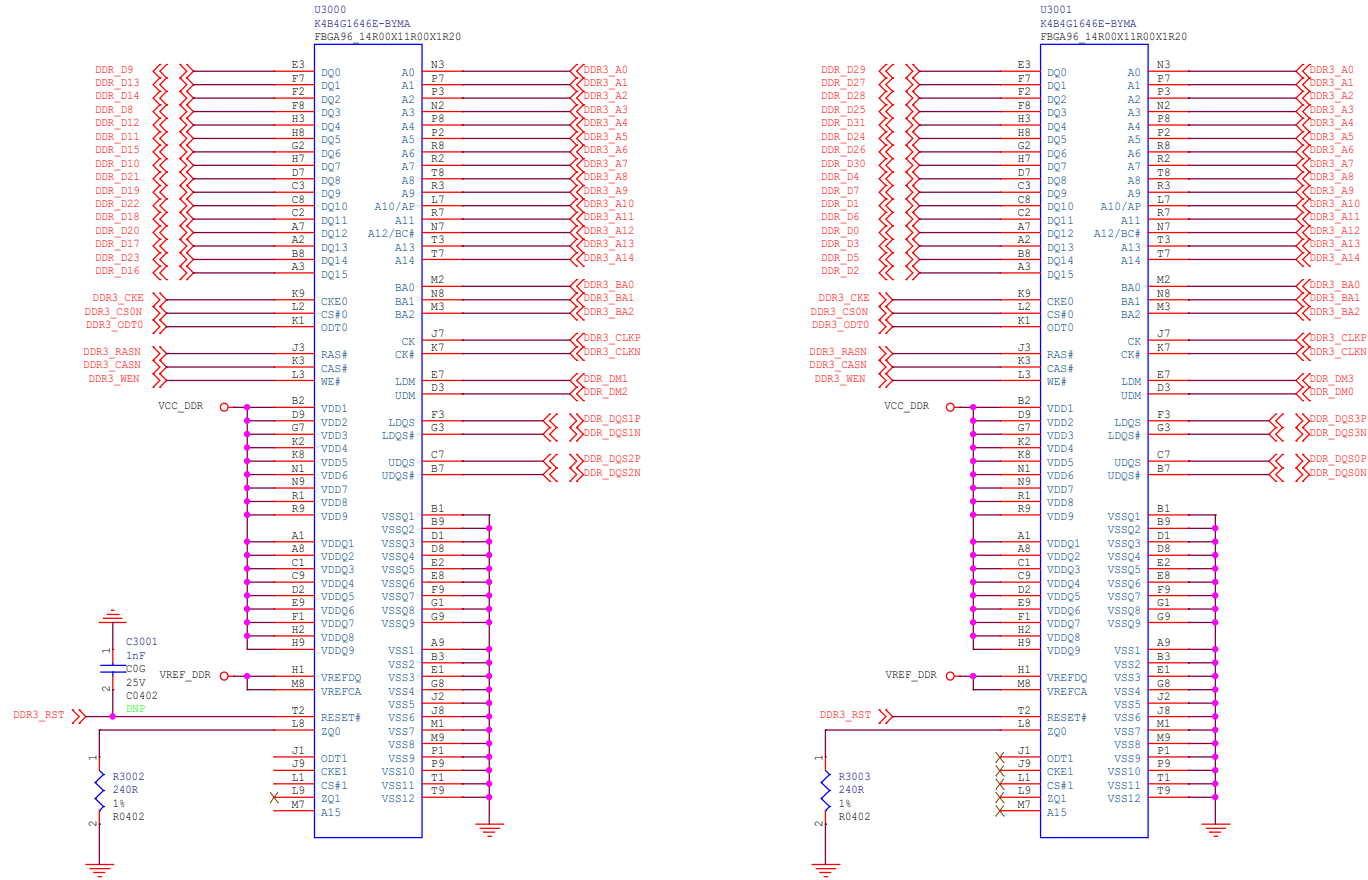 U3000
K4B4G1646E-BYMA
FBGA96_14R00X11R00X1R20
DDR_D9 E3 DQ0 A0 N3 DDR3_A0
DDR_D13 F7 DQ1 A1 P7 DDR3_A1
DDR_D14 F2 DQ2 A2 P3 DDR3_A2
DDR_D8 F8 DQ3 A3 N2 DDR3_A3
DDR_D12 H3 DQ4 A4 P8 DDR3_A4
DDR_D11 H8 DQ5 A5 P2 DDR3_A5
DDR_D15 G2 DQ6 A6 R8 DDR3_A6
DDR_D10 H7 DQ7 A7 R2 DDR3_A7
DDR_D21 D7 DQ8 A8 T8 DDR3_A8
DDR_D19 C3 DQ9 A9 R3 DDR3_A9
DDR_D22 C8 DQ10 A10/AP L7 DDR3_A10
DDR_D18 C2 DQ11 A11 R7 DDR3_A11
DDR_D20 A7 DQ12 A12/BC# N7 DDR3_A12
DDR_D17 A2 DQ13 A13 T3 DDR3_A13
DDR_D23 B8 DQ14 A14 T7 DDR3_A14
DDR_D16 A3 DQ15
BA0 M2 DDR3_BA0
DDR3_CKE K9 CKE0 BA1 N8 DDR3_BA1
DDR3_CS0N L2 CS#0 BA2 M3 DDR3_BA2
DDR3_ODT0 K1 ODT0
CK J7 DDR3_CLKP
DDR3_RASN J3 RAS# CK# K7 DDR3_CLKN
DDR3_CASN K3 CAS#
DDR3_WEN L3 WE# LDM E7 DDR_DM1
UDM D3 DDR_DM2
VCC_DDR B2 VDD1
D9 VDD2 LDQS F3 DDR_DQS1P
G7 VDD3 LDQS# G3 DDR_DQS1N
K2 VDD4
K8 VDD5 UDQS C7 DDR_DQS2P
N1 VDD6 UDQS# B7 DDR_DQS2N
N9 VDD7
R1 VDD8
R9 VDD9 VSSQ1 B1
VSSQ2 B9
A1 VDDQ1 VSSQ3 D1
A8 VDDQ2 VSSQ4 D8
C1 VDDQ3 VSSQ5 E2
C9 VDDQ4 VSSQ6 E8
D2 VDDQ5 VSSQ7 F9
E9 VDDQ6 VSSQ8 G1
F1 VDDQ7 VSSQ9 G9
H2 VDDQ8
H9 VDDQ9 VSS1 A9
VSS2 B3
VREF_DDR H1 VREFDQ VSS3 E1
M8 VREFCA VSS4 G8
VSS5 J2
DDR3_RST T2 RESET# VSS6 J8
L8 ZQ0 VSS7 M1
VSS8 M9
J1 ODT1 VSS9 P1
J9 CKE1 VSS10 P9
L1 CS#1 VSS11 T1
L9 ZQ1 VSS12 T9
M7 A15
1
C3001
1nF
C0G
25V
C0402
2
DNP
1
R3002
240R
1%
R0402
2
U3001
K4B4G1646E-BYMA
FBGA96_14R00X11R00X1R20
DDR_D29 E3 DQ0 A0 N3 DDR3_A0
DDR_D27 F7 DQ1 A1 P7 DDR3_A1
DDR_D28 F2 DQ2 A2 P3 DDR3_A2
DDR_D25 F8 DQ3 A3 N2 DDR3_A3
DDR_D31 H3 DQ4 A4 P8 DDR3_A4
DDR_D24 H8 DQ5 A5 P2 DDR3_A5
DDR_D26 G2 DQ6 A6 R8 DDR3_A6
DDR_D30 H7 DQ7 A7 R2 DDR3_A7
DDR_D4 D7 DQ8 A8 T8 DDR3_A8
DDR_D7 C3 DQ9 A9 R3 DDR3_A9
DDR_D1 C8 DQ10 A10/AP L7 DDR3_A10
DDR_D6 C2 DQ11 A11 R7 DDR3_A11
DDR_D0 A7 DQ12 A12/BC# N7 DDR3_A12
DDR_D3 A2 DQ13 A13 T3 DDR3_A13
DDR_D5 B8 DQ14 A14 T7 DDR3_A14
DDR_D2 A3 DQ15
BA0 M2 DDR3_BA0
DDR3_CKE K9 CKE0 BA1 N8 DDR3_BA1
DDR3_CS0N L2 CS#0 BA2 M3 DDR3_BA2
DDR3_ODT0 K1 ODT0
CK J7 DDR3_CLKP
DDR3_RASN J3 RAS# CK# K7 DDR3_CLKN
DDR3_CASN K3 CAS#
DDR3_WEN L3 WE# LDM E7 DDR_DM3
UDM D3 DDR_DM0
VCC_DDR B2 VDD1
D9 VDD2 LDQS F3 DDR_DQS3P
G7 VDD3 LDQS# G3 DDR_DQS3N
K2 VDD4
K8 VDD5 UDQS C7 DDR_DQS0P
N1 VDD6 UDQS# B7 DDR_DQS0N
N9 VDD7
R1 VDD8
R9 VDD9 VSSQ1 B1
VSSQ2 B9
A1 VDDQ1 VSSQ3 D1
A8 VDDQ2 VSSQ4 D8
C1 VDDQ3 VSSQ5 E2
C9 VDDQ4 VSSQ6 E8
D2 VDDQ5 VSSQ7 F9
E9 VDDQ6 VSSQ8 G1
F1 VDDQ7 VSSQ9 G9
H2 VDDQ8
H9 VDDQ9 VSS1 A9
VSS2 B3
VREF_DDR H1 VREFDQ VSS3 E1
M8 VREFCA VSS4 G8
VSS5 J2
DDR3_RST T2 RESET# VSS6 J8
L8 ZQ0 VSS7 M1
VSS8 M9
J1 ODT1 VSS9 P1
J9 CKE1 VSS10 P9
L1 CS#1 VSS11 T1
L9 ZQ1 VSS12 T9
M7 A15
1
R3003
240R
1%
R0402
2